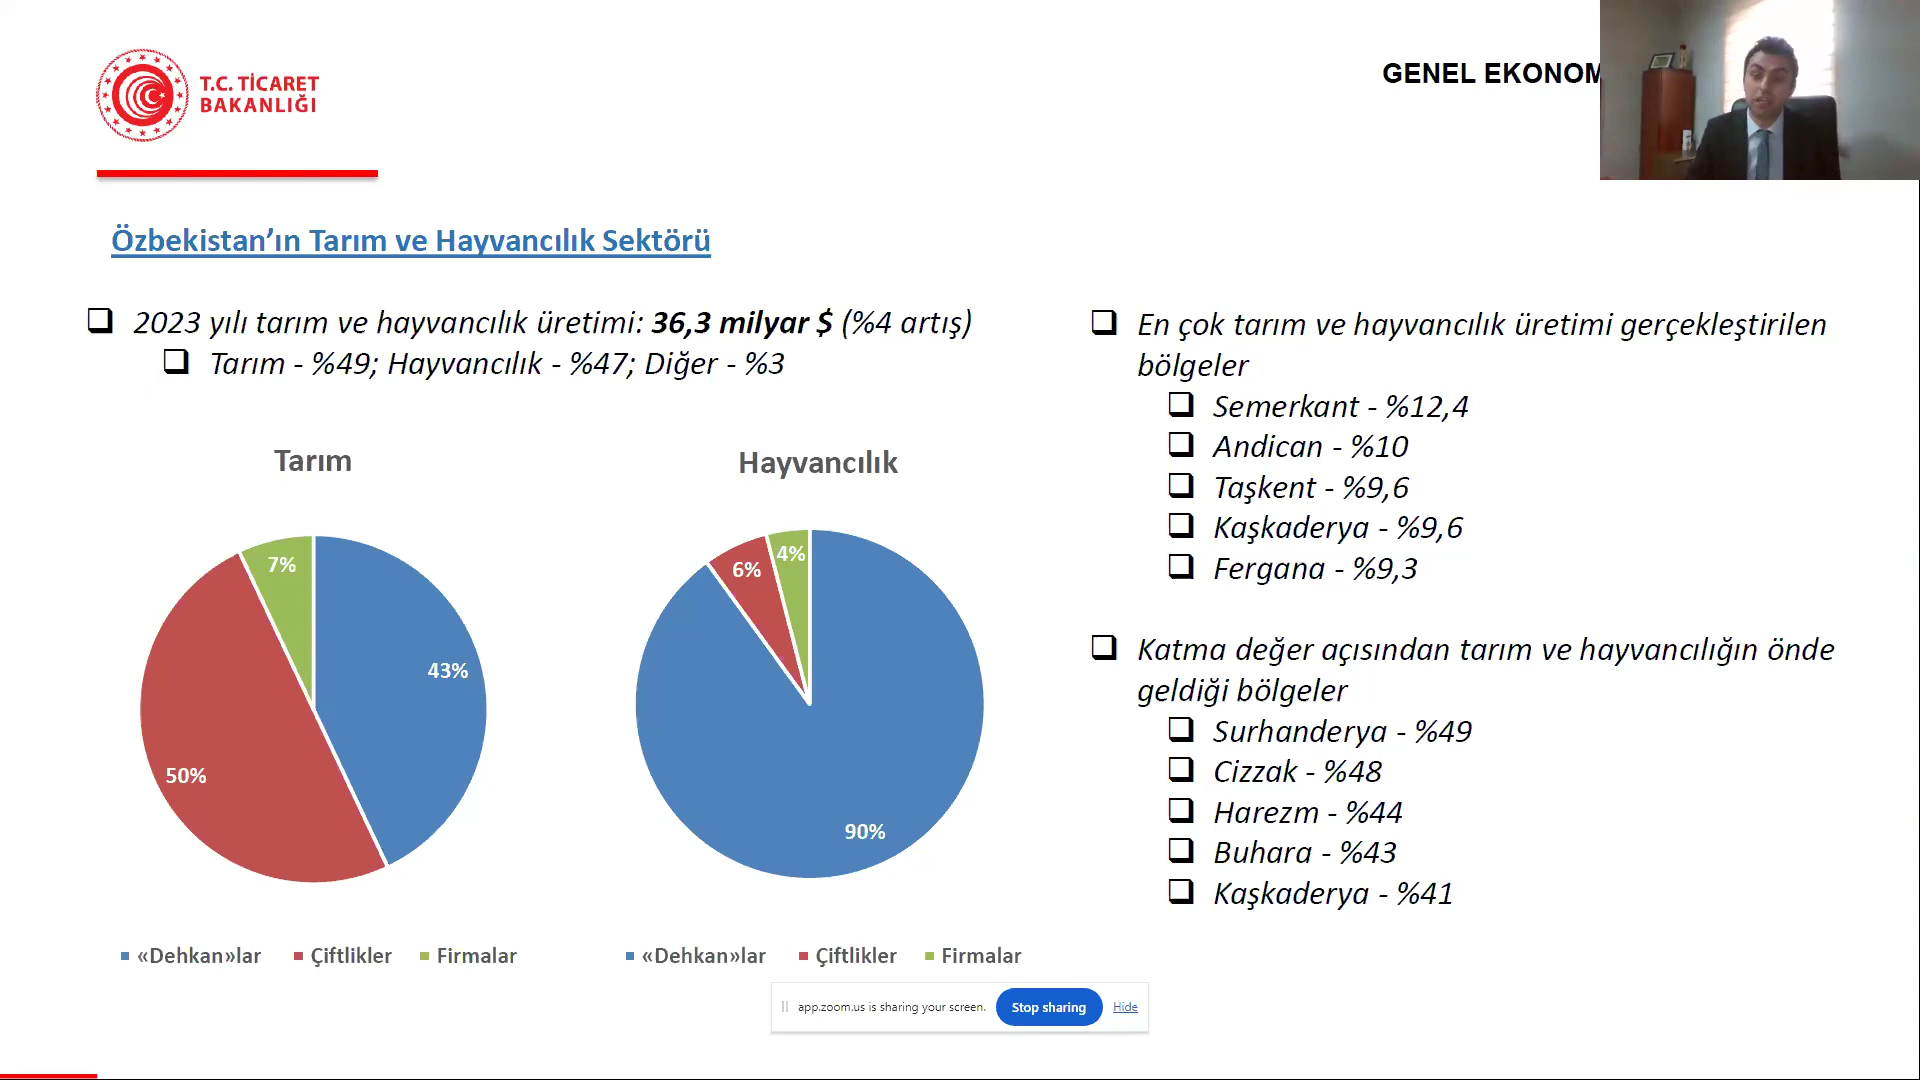 T.C. TİCARET
BAKANLIĞI
GENEL EKONOM
Özbekistan’ın Tarım ve Hayvancılık Sektörü
2023 yılı tarım ve hayvancılık üretimi: 36,3 milyar $ (%4 artış)
Tarım - %49; Hayvancılık - %47; Diğer - %3
Tarım
7%
43%
50%
«Dehkan»lar
Çiftlikler
Firmalar
Hayvancılık
6%
4%
90%
«Dehkan»lar
Çiftlikler
Firmalar
En çok tarım ve hayvancılık üretimi gerçekleştirilen
bölgeler
Semerkant - %12,4
Andican - %10
Taşkent - %9,6
Kaşkaderya - %9,6
Fergana - %9,3
Katma değer açısından tarım ve hayvancılığın önde
geldiği bölgeler
Surhanderya - %49
Cizzak - %48
Harezm - %44
Buhara - %43
Kaşkaderya - %41
app.zoom.us is sharing your screen.
Stop sharing
Hide